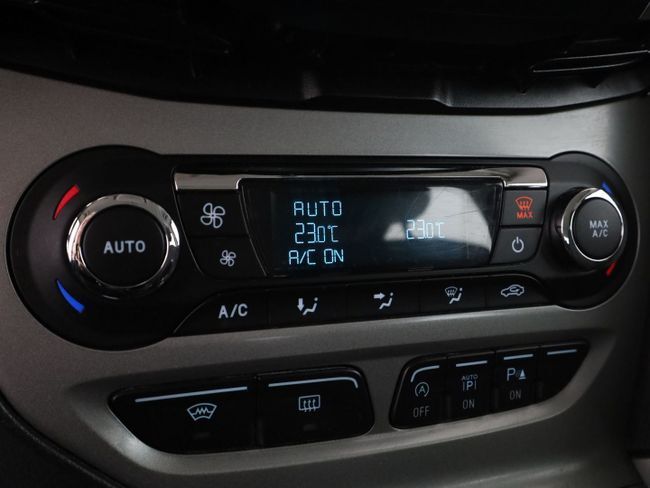 AUTO
AUTO
23.0°C
23.0°C
A/C ON
MAX
MAX
A/C
A/C
A
OFF
AUTO
P
ON
P
ON